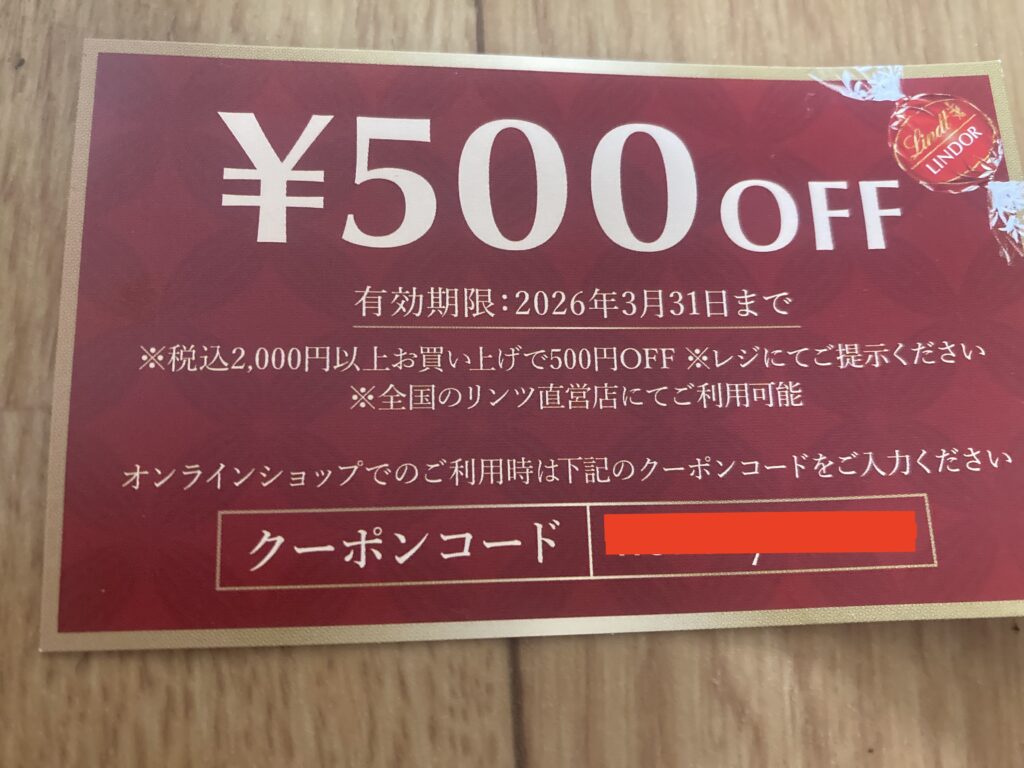 ¥500 OFF
Lindt
LINDOR
有効期限：2026年3月31日まで
※税込2,000円以上お買い上げで500円OFF ※レジにてご提示ください
※全国のリンツ直営店にてご利用可能
オンラインショップでのご利用時は下記のクーポンコードをご入力ください
クーポンコード